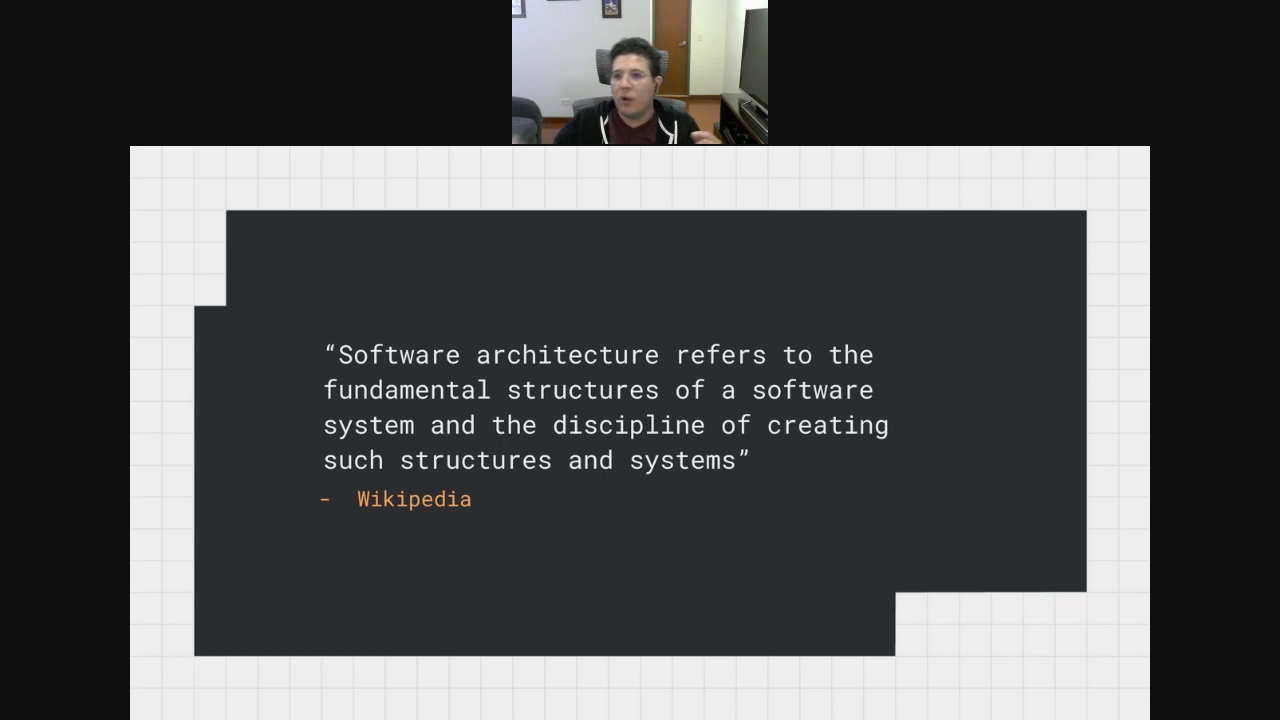 “Software architecture refers to the
fundamental structures of a software
system and the discipline of creating
such structures and systems”
- Wikipedia